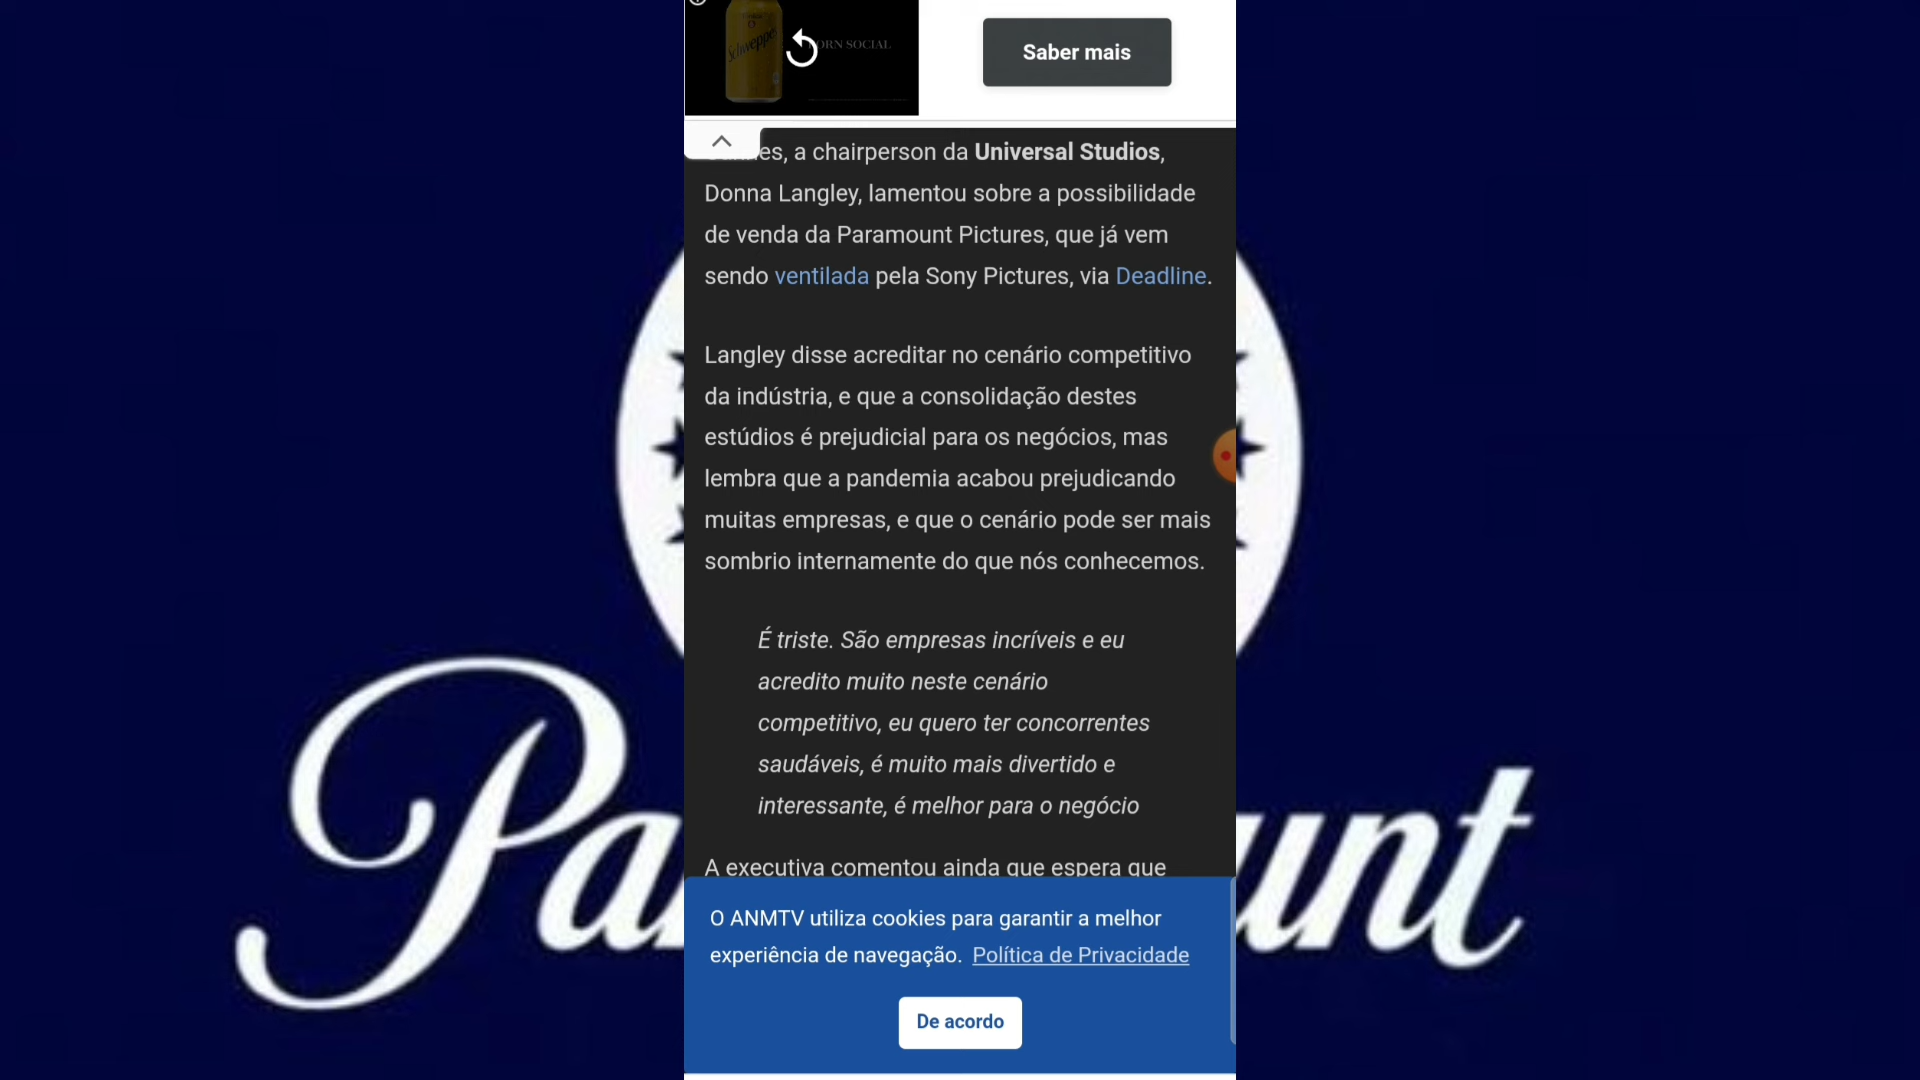 Schweppes
BORN SOCIAL
Saber mais
a chairperson da Universal Studios,
Donna Langley, lamentou sobre a possibilidade
de venda da Paramount Pictures, que já vem
sendo ventilada pela Sony Pictures, via Deadline.
Langley disse acreditar no cenário competitivo
da indústria, e que a consolidação destes
estúdios é prejudicial para os negócios, mas
lembra que a pandemia acabou prejudicando
muitas empresas, e que o cenário pode ser mais
sombrio internamente do que nós conhecemos.
É triste. São empresas incríveis e eu
acredito muito neste cenário
competitivo, eu quero ter concorrentes
saudáveis, é muito mais divertido e
interessante, é melhor para o negócio
A executiva comentou ainda que espera que
O ANMTV utiliza cookies para garantir a melhor
experiência de navegação. Política de Privacidade
De acordo